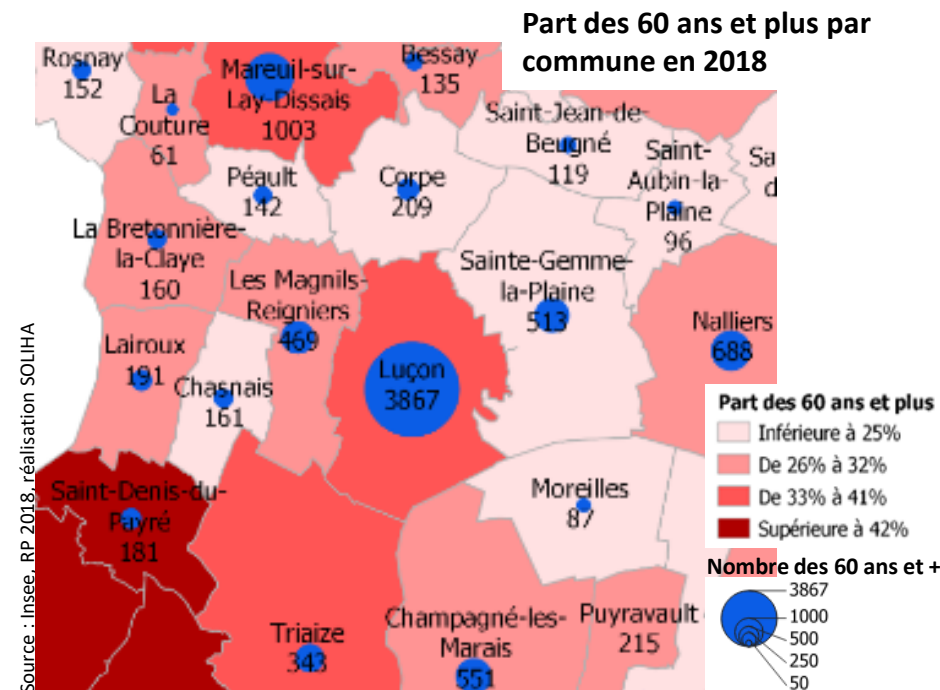 Part des 60 ans et plus par
commune en 2018
Rosnay
152
La
Couture
61
Mareuil-sur-
Lay-Dissais
1003
Bessay
135
Saint-Jean-de-
Beugné
119
Saint-
Aubin-la-
Plaine
96
Sa
d
Péault
142
Corpe
209
La Bretonnière-
la-Claye
160
Les Magnils-
Reigniers
469
Sainte-Gemme-
la-Plaine
513
Nalliers
688
Lairoux
191
Chasnais
161
Luçon
3867
Saint-Denis-du-
Payré
181
Moreilles
87
Triaize
343
Champagné-les-
Marais
551
Puyravault
215
Part des 60 ans et plus
Inférieure à 25%
De 26% à 32%
De 33% à 41%
Supérieure à 42%
Nombre des 60 ans et +
3867
1000
500
250
50
Source : Insee, RP 2018, réalisation SOLIHA